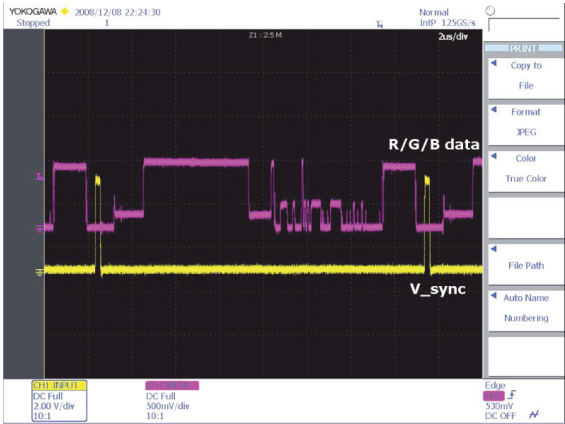 YOKOGAWA 2008/12/08 22:24:30 Normal
Stopped 1 IntP 125GS/s
Z1 : 2.5 M 2us/div
PRINT
Copy to
File
Format
JPEG
Color
True Color
R/G/B data
File Path
V_sync
Auto Name
Numbering
CH1 INPUT
DC Full
2.00 V/div
10:1
DC Full
500mV/div
10:1
Edge
530mV
DC OFF